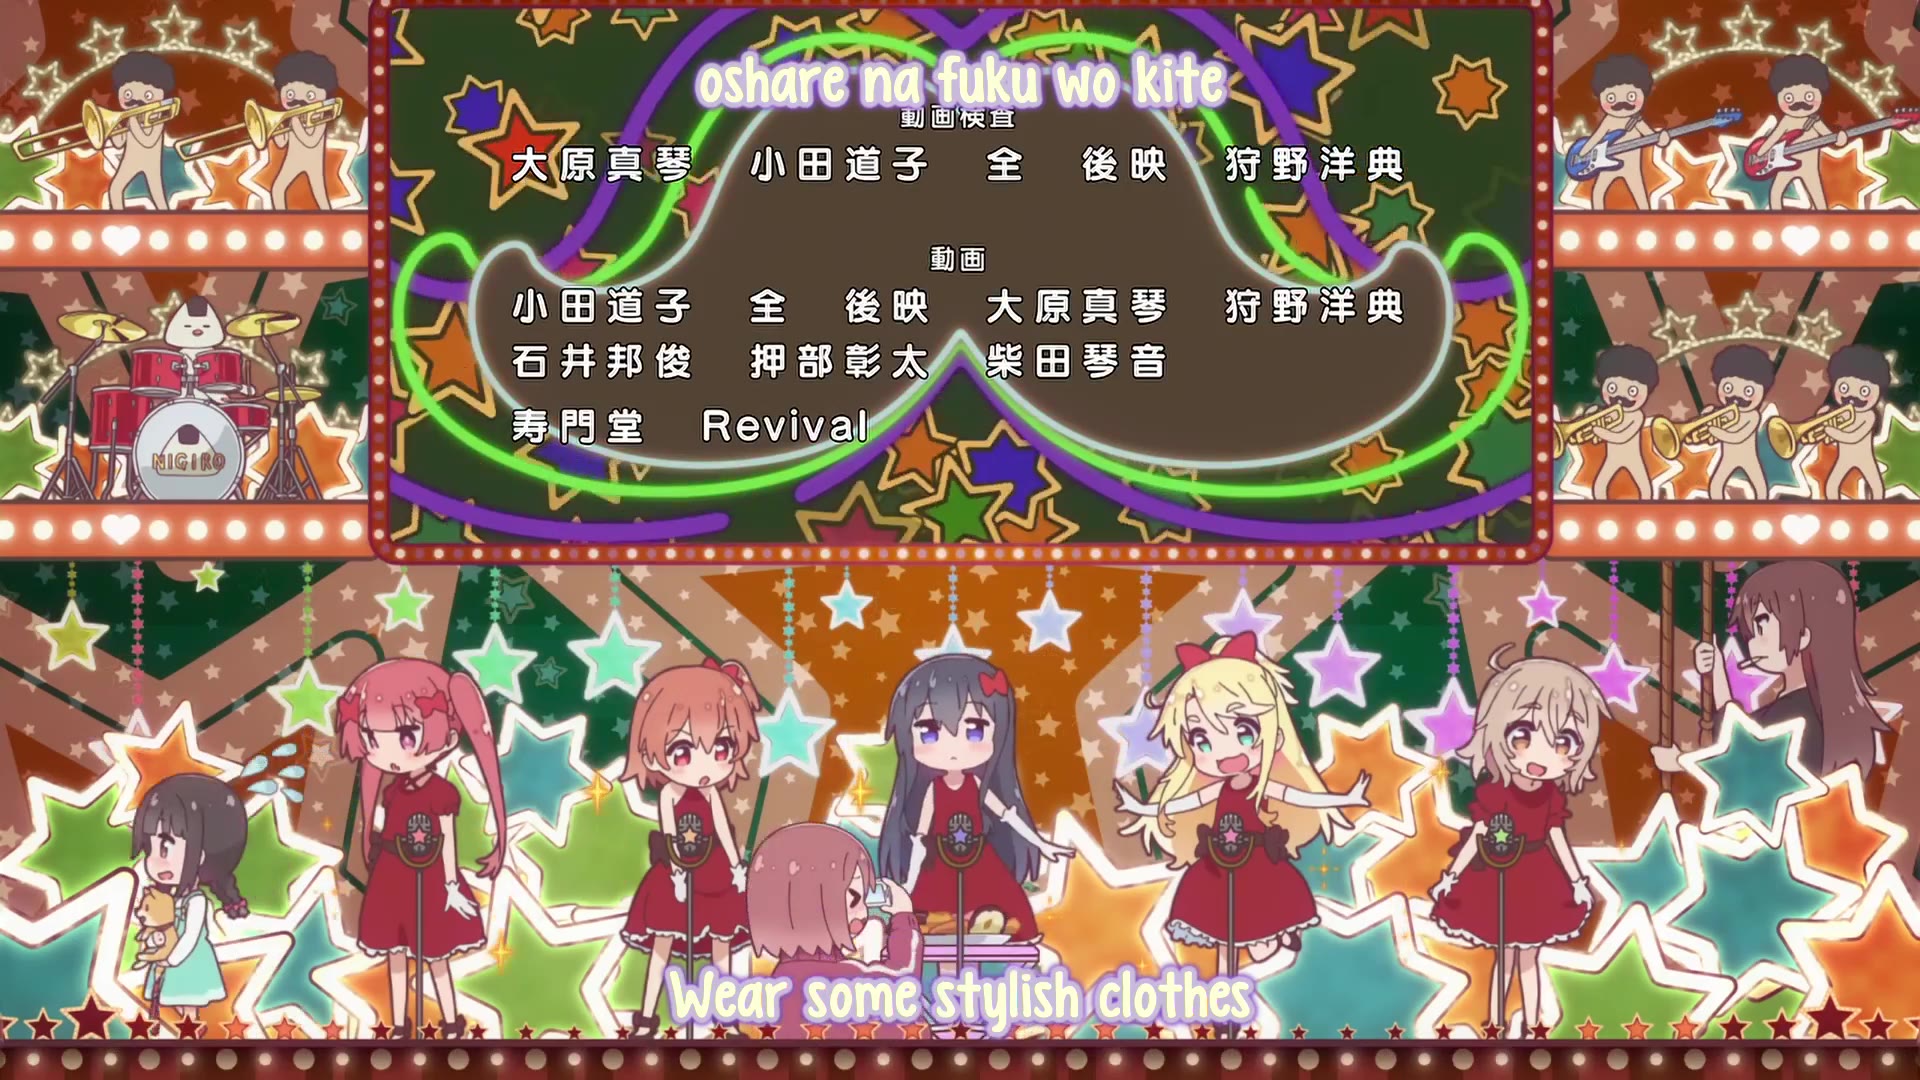 oshare na fuku wo kite
動画検査
大原真琴 小田道子 全 後映 狩野洋典
動画
小田道子 全 後映 大原真琴 狩野洋典
石井邦俊 押部彰太 柴田琴音
寿門堂 Revival
NIGIRO
Wear some stylish clothes